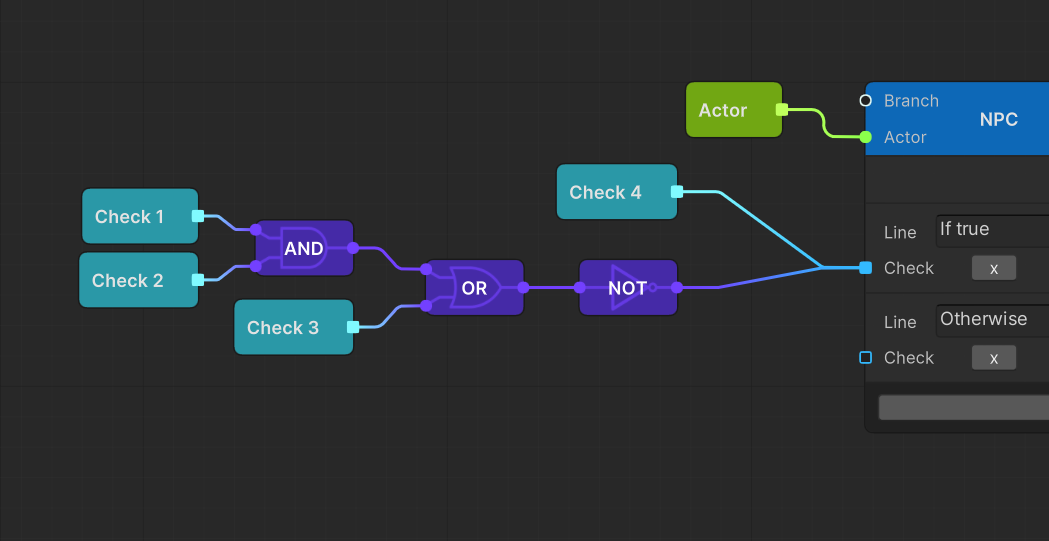 Branch
Actor
NPC
Actor
Check 4
Check 1
Line
If true
AND
Check
x
Check 2
OR
NOT
Check 3
Line
Otherwise
Check
x